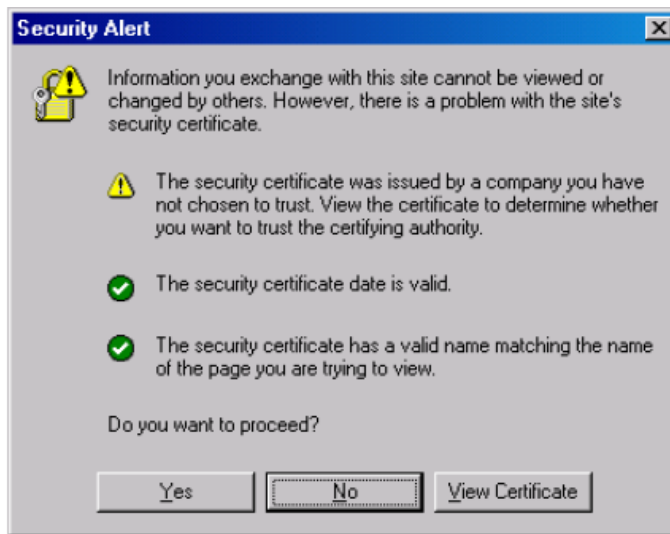 Security Alert
Information you exchange with this site cannot be viewed or
changed by others. However, there is a problem with the site's
security certificate.
The security certificate was issued by a company you have
not chosen to trust. View the certificate to determine whether
you want to trust the certifying authority.
The security certificate date is valid.
The security certificate has a valid name matching the name
of the page you are trying to view.
Do you want to proceed?
Yes No View Certificate